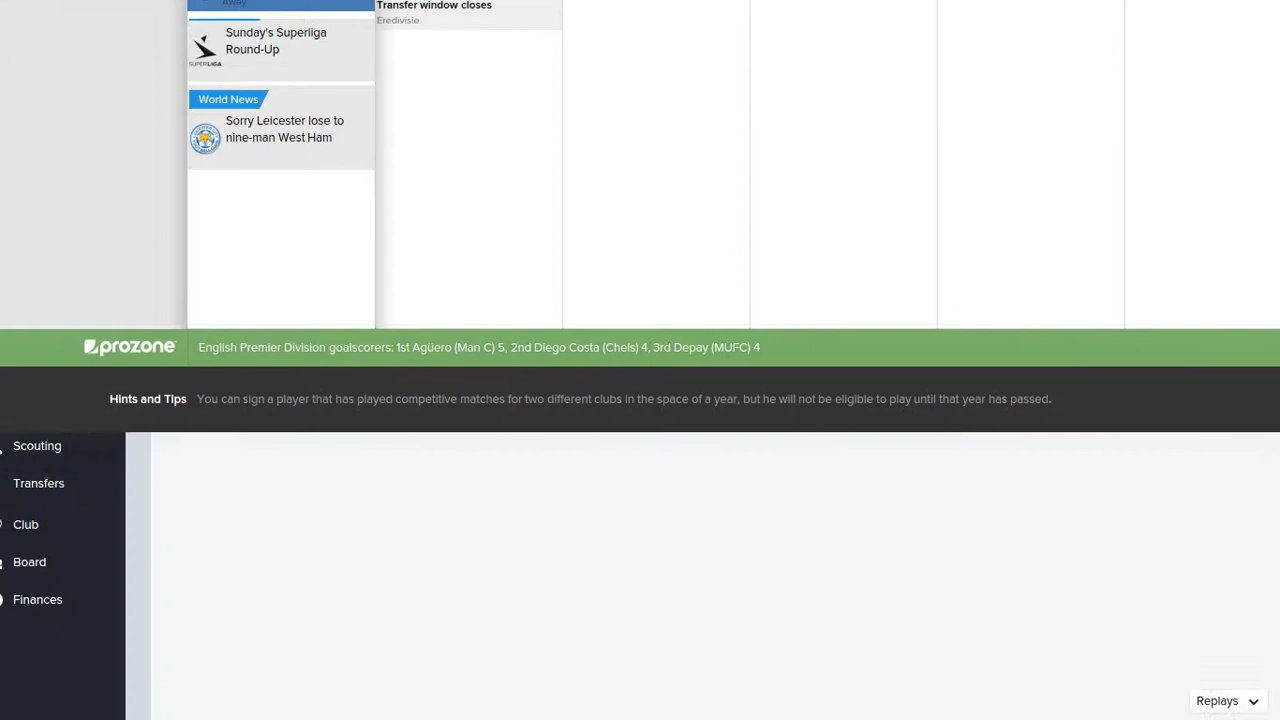 Away
Transfer window closes
Eredivisie
Sunday's Superliga
Round-Up
SUPERLIGA
World News
Sorry Leicester lose to
nine-man West Ham
prozone
English Premier Division goalscorers: 1st Agüero (Man C) 5, 2nd Diego Costa (Chels) 4, 3rd Depay (MUFC) 4
Hints and Tips You can sign a player that has played competitive matches for two different clubs in the space of a year, but he will not be eligible to play until that year has passed.
Scouting
Transfers
Club
Board
Finances
Replays